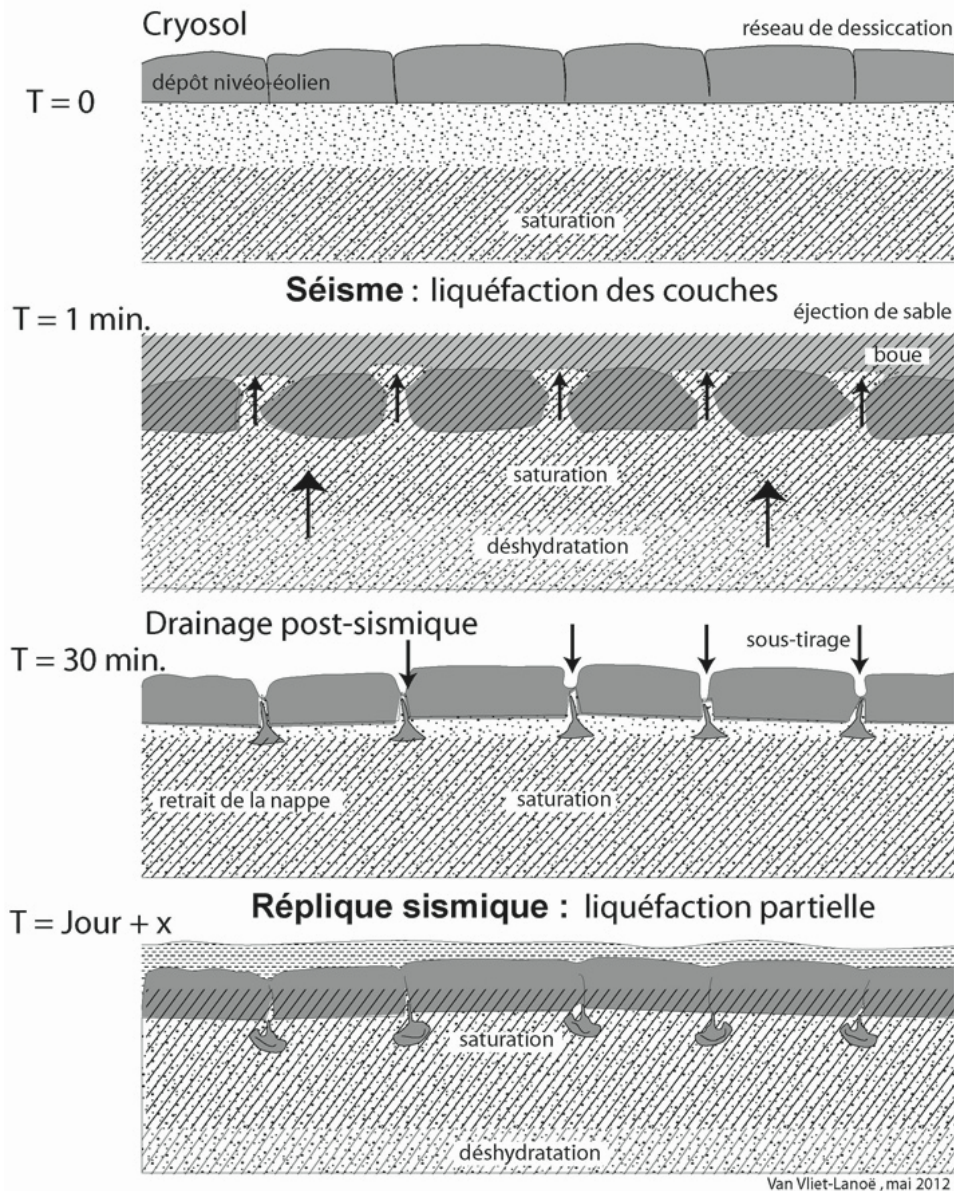 Cryosol
réseau de dessiccation
dépôt nivéo-éolien
T = 0
saturation
Séisme : liquéfaction des couches
T = 1 min.
éjection de sable
boue
saturation
déshydratation
Drainage post-sismique
T = 30 min.
sous-tirage
retrait de la nappe
saturation
T = Jour + x
Réplique sismique : liquéfaction partielle
saturation
déshydratation
Van Vliet-Lanoë , mai 2012